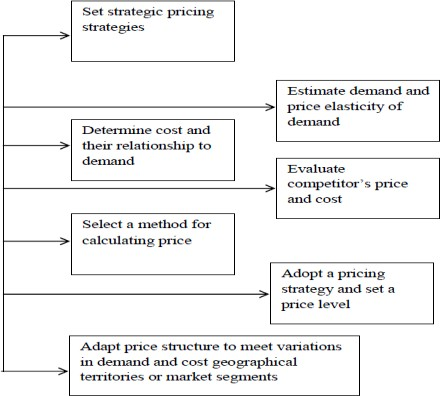 Set strategic pricing
strategies
Estimate demand and
price elasticity of
demand
Determine cost and
their relationship to
demand
Evaluate
competitor's price
and cost
Select a method for
calculating price
Adopt a pricing
strategy and set a
price level
Adapt price structure to meet variations
in demand and cost geographical
territories or market segments